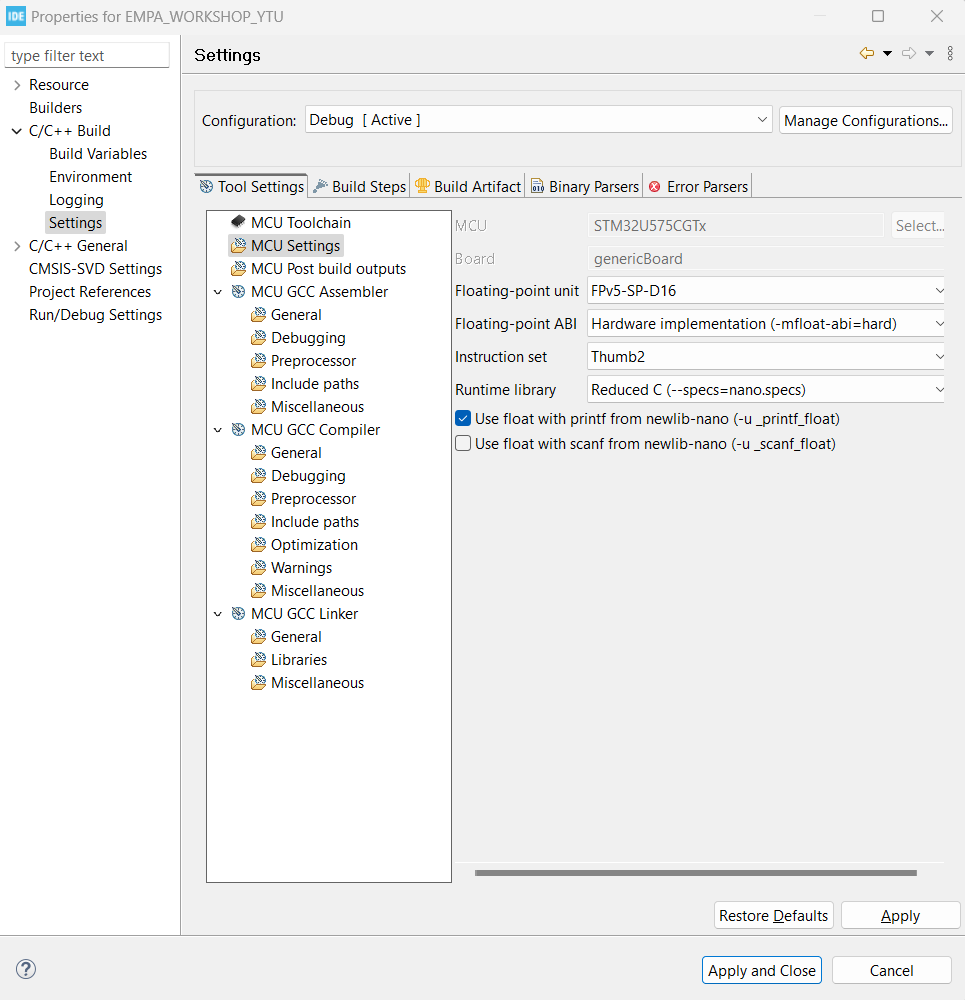 IDE Properties for EMPA_WORKSHOP_YTU
type filter text
Resource
Builders
C/C++ Build
Build Variables
Environment
Logging
Settings
C/C++ General
CMSIS-SVD Settings
Project References
Run/Debug Settings
Settings
Configuration: Debug [ Active ] Manage Configurations...
Tool Settings Build Steps Build Artifact Binary Parsers Error Parsers
MCU Toolchain
MCU Settings
MCU Post build outputs
MCU GCC Assembler
General
Debugging
Preprocessor
Include paths
Miscellaneous
MCU GCC Compiler
General
Debugging
Preprocessor
Include paths
Optimization
Warnings
Miscellaneous
MCU GCC Linker
General
Libraries
Miscellaneous
MCU STM32U575CGTx Select...
Board genericBoard
Floating-point unit FPv5-SP-D16
Floating-point ABI Hardware implementation (-mfloat-abi=hard)
Instruction set Thumb2
Runtime library Reduced C (--specs=nano.specs)
Use float with printf from newlib-nano (-u _printf_float)
Use float with scanf from newlib-nano (-u _scanf_float)
Restore Defaults Apply
? Apply and Close Cancel